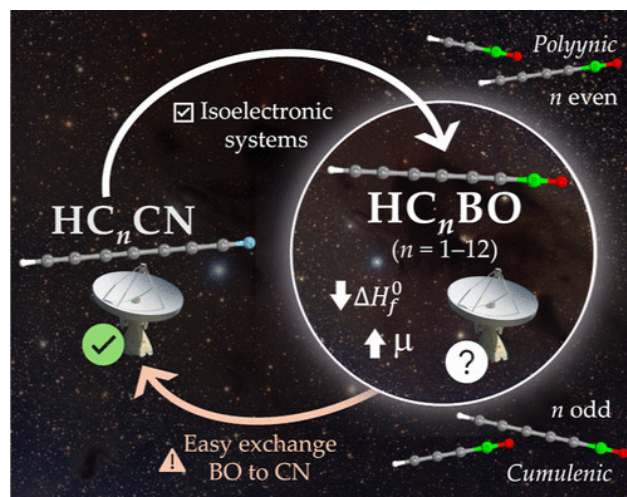 Polyynic
n even
☑ Isoelectronic
systems
HCₙCN
HCₙBO
(n = 1–12)
↓ ΔH⁰f
↑ μ
?
n odd
Cumulenic
Easy exchange
BO to CN